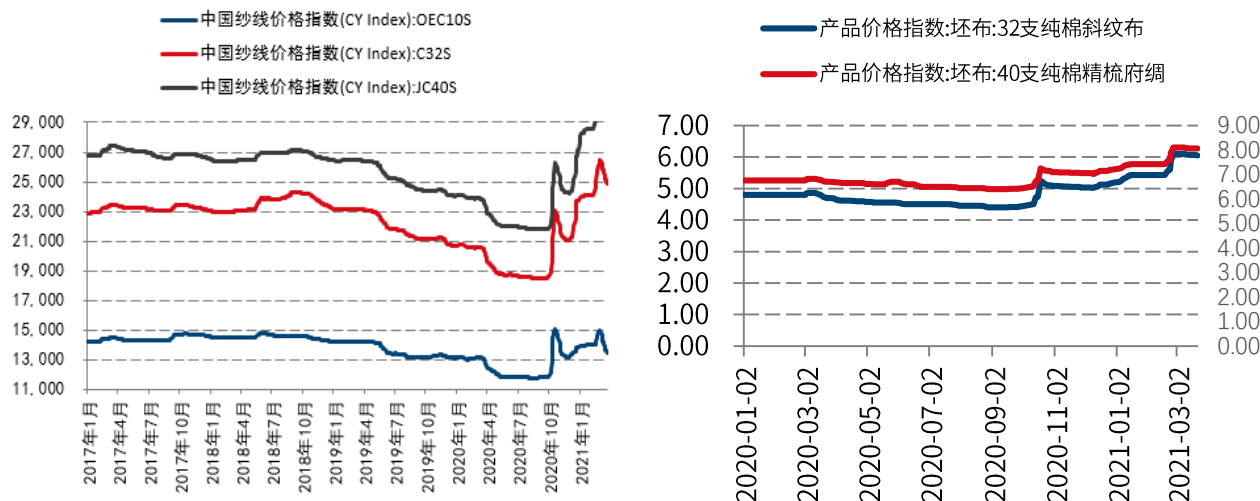 中国纱线价格指数(CY Index):OEC10S
中国纱线价格指数(CY Index):C32S
中国纱线价格指数(CY Index):JC40S
29,000
27,000
25,000
23,000
21,000
19,000
17,000
15,000
13,000
11,000
2017年1月
2017年4月
2017年7月
2017年10月
2018年1月
2018年4月
2018年7月
2018年10月
2019年1月
2019年4月
2019年7月
2019年10月
2020年1月
2020年4月
2020年7月
2020年10月
2021年1月
产品价格指数:坯布:32支纯棉斜纹布
产品价格指数:坯布:40支纯棉精梳府绸
7.00
6.00
5.00
4.00
3.00
2.00
1.00
0.00
9.00
8.00
7.00
6.00
5.00
4.00
3.00
2.00
1.00
0.00
2020-01-02
2020-03-02
2020-05-02
2020-07-02
2020-09-02
2020-11-02
2021-01-02
2021-03-02